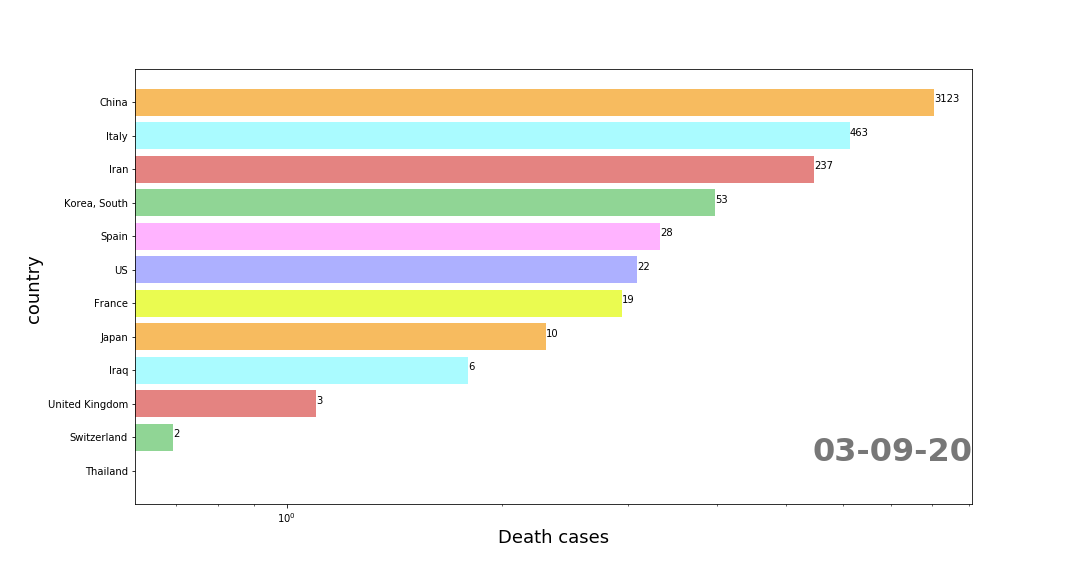 China 3123
Italy 463
Iran 237
Korea, South 53
Spain 28
US 22
France 19
Japan 10
Iraq 6
United Kingdom 3
Switzerland 2
Thailand
03-09-20
country
10⁰
Death cases